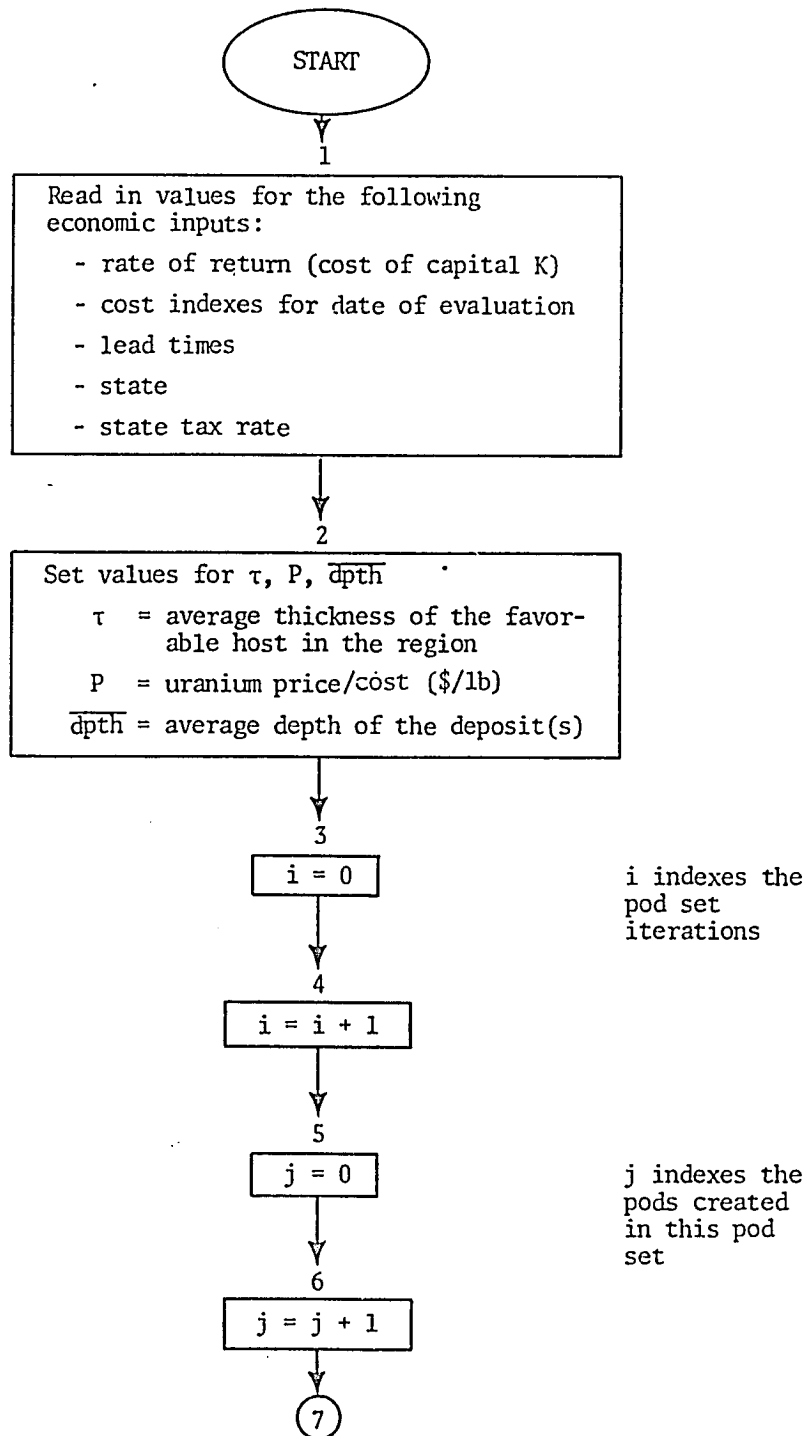 START
1
Read in values for the following
economic inputs:
- rate of return (cost of capital K)
- cost indexes for date of evaluation
- lead times
- state
- state tax rate
2
Set values for τ, P, d̅p̅t̅h̅
τ = average thickness of the favor-
able host in the region
P = uranium price/cost ($/lb)
d̅p̅t̅h̅ = average depth of the deposit(s)
3
i = 0
i indexes the
pod set
iterations
4
i = i + 1
5
j = 0
j indexes the
pods created
in this pod
set
6
j = j + 1
7